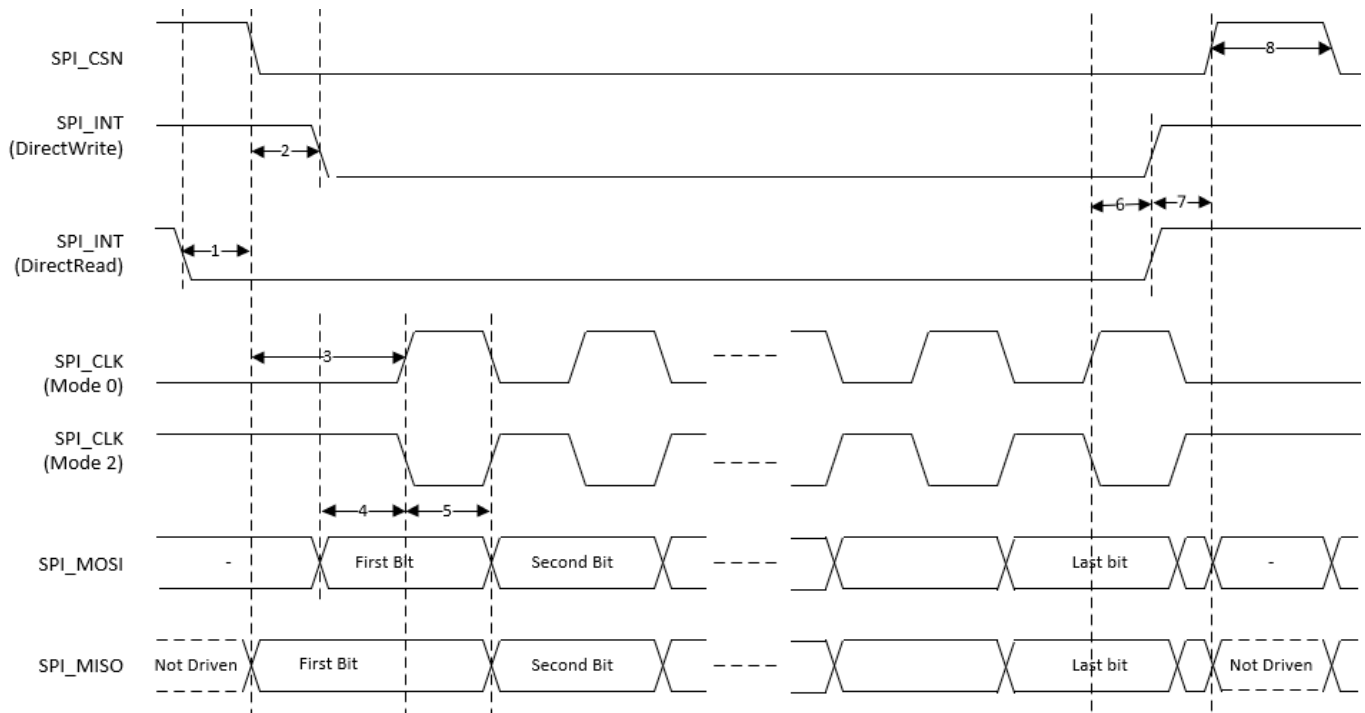 SPI_CSN
8
SPI_INT
(DirectWrite)
2
6
7
SPI_INT
(DirectRead)
1
SPI_CLK
(Mode 0)
3
SPI_CLK
(Mode 2)
4
5
SPI_MOSI
-
First BIt
Second Bit
Last bit
-
SPI_MISO
Not Driven
First Bit
Second Bit
Last bit
Not Driven